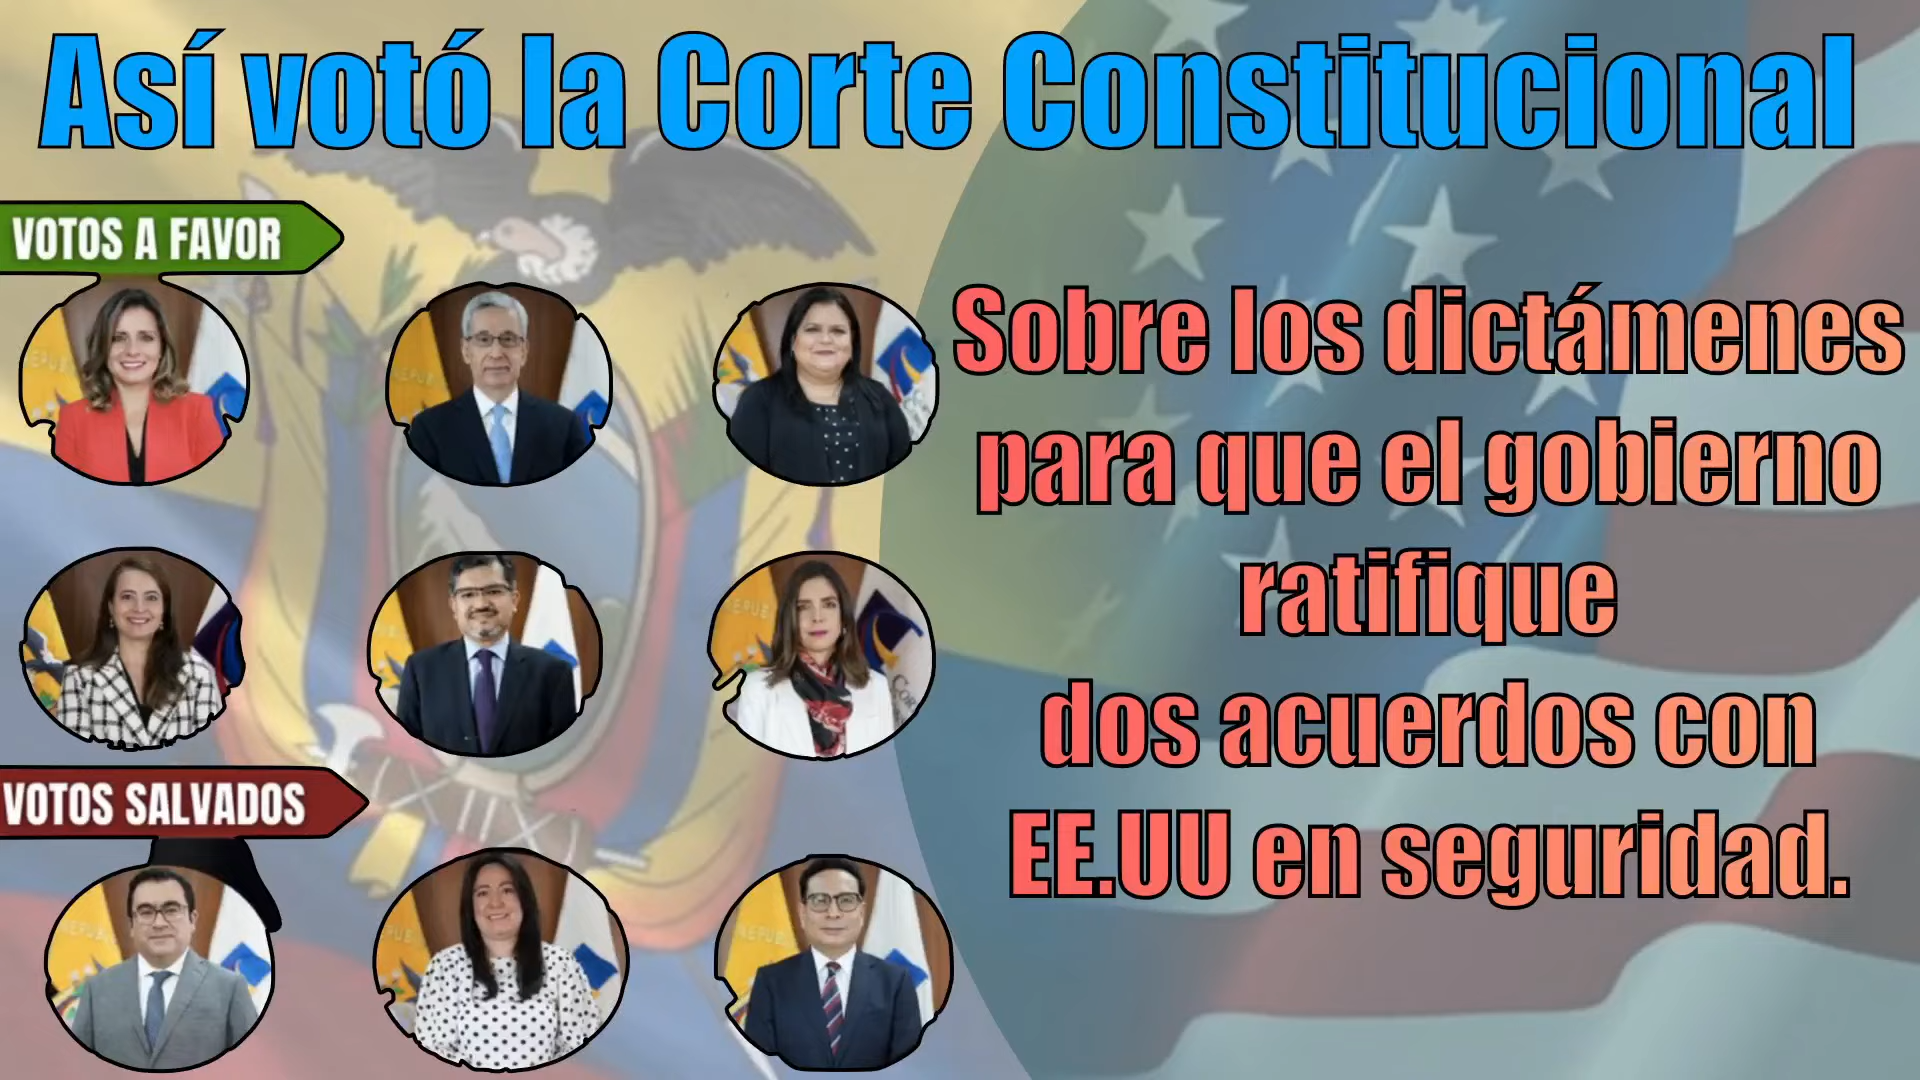 Así votó la Corte Constitucional
VOTOS A FAVOR
Sobre los dictámenes
para que el gobierno
ratifique
dos acuerdos con
EE.UU en seguridad.
VOTOS SALVADOS